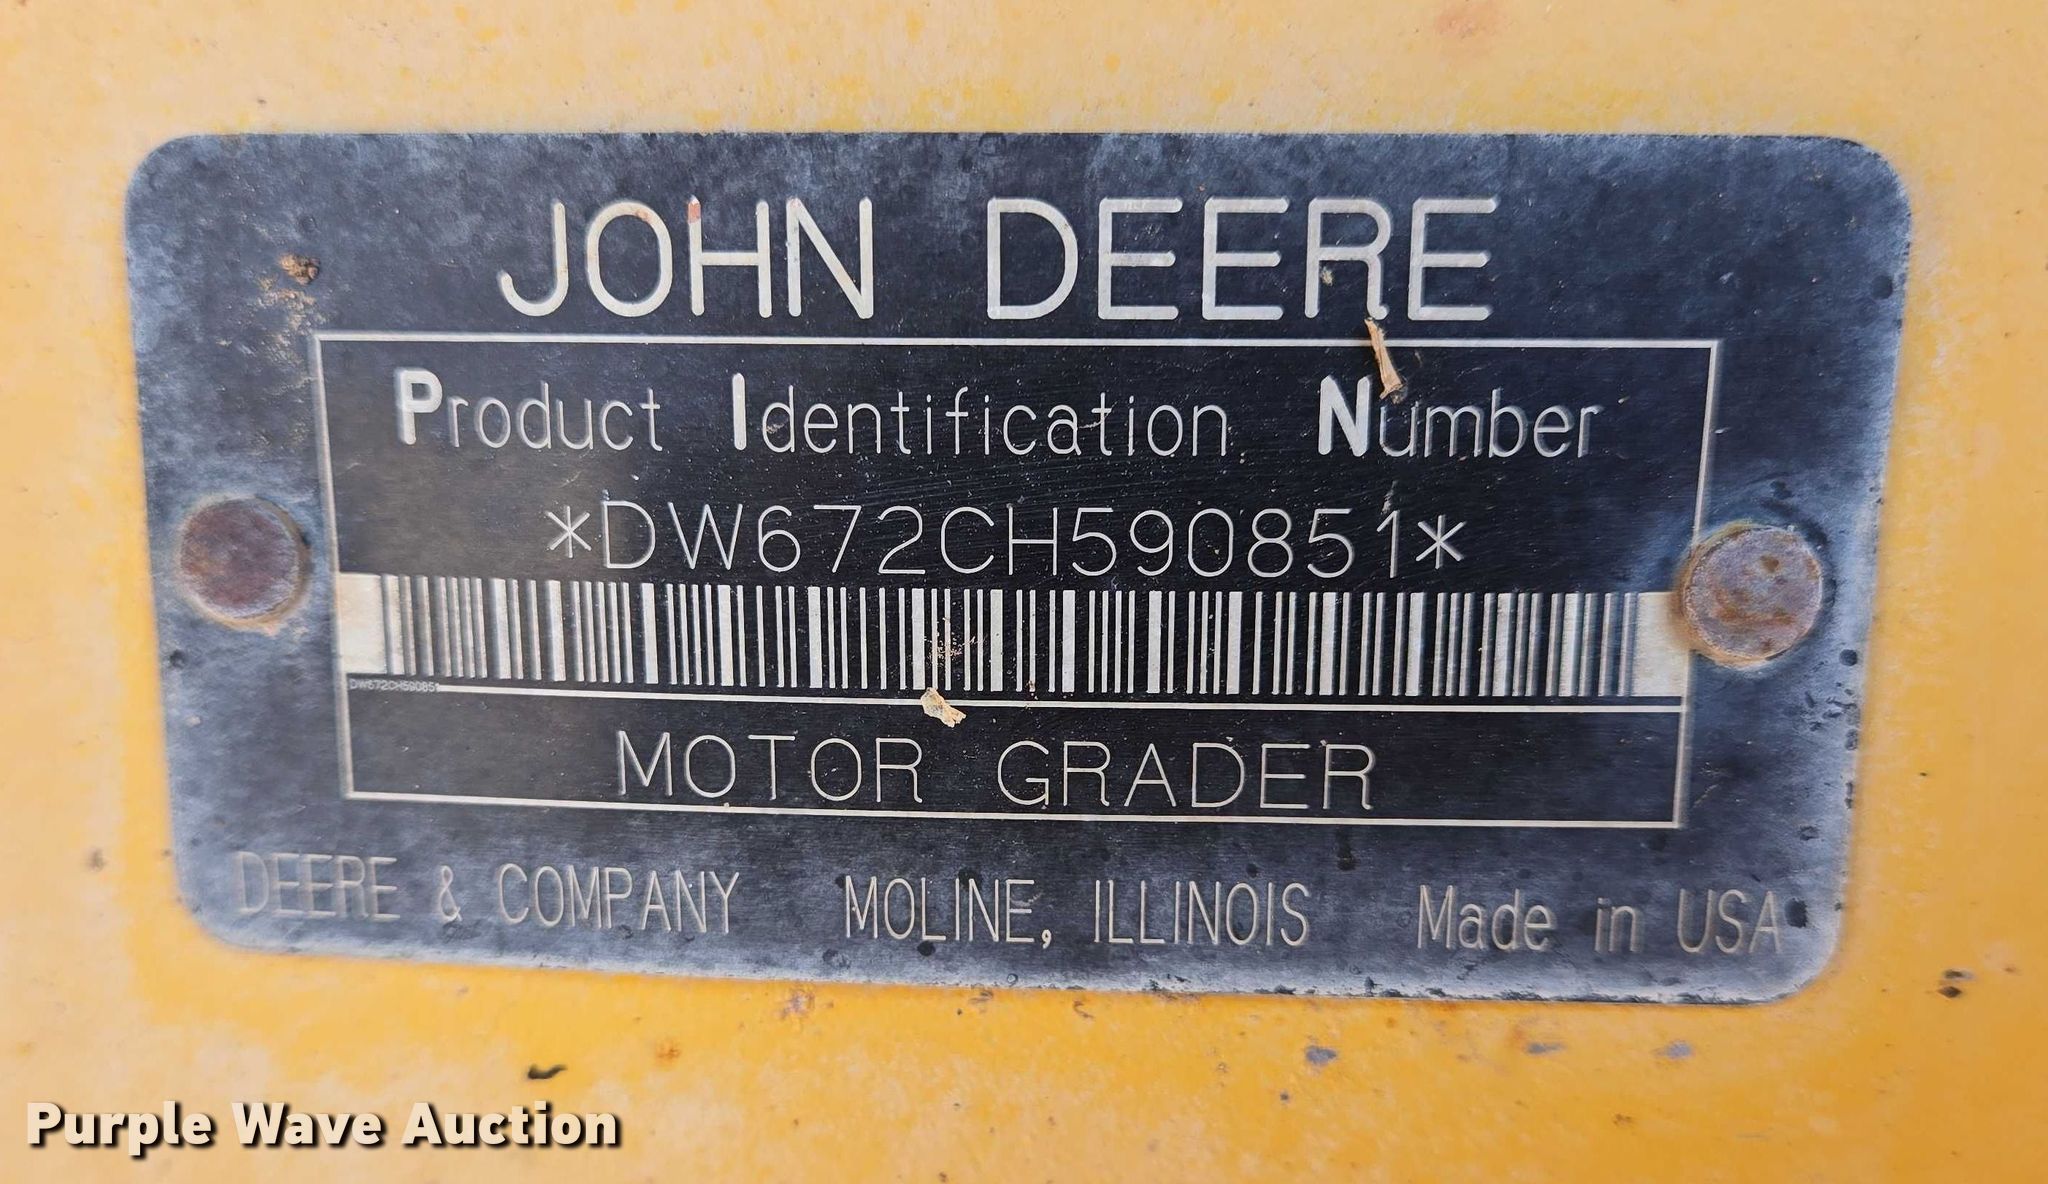 JOHN DEERE
Product Identification Number
*DW672CH590851*
DW672CH590851
MOTOR GRADER
DEERE & COMPANY MOLINE, ILLINOIS Made in USA
Purple Wave Auction